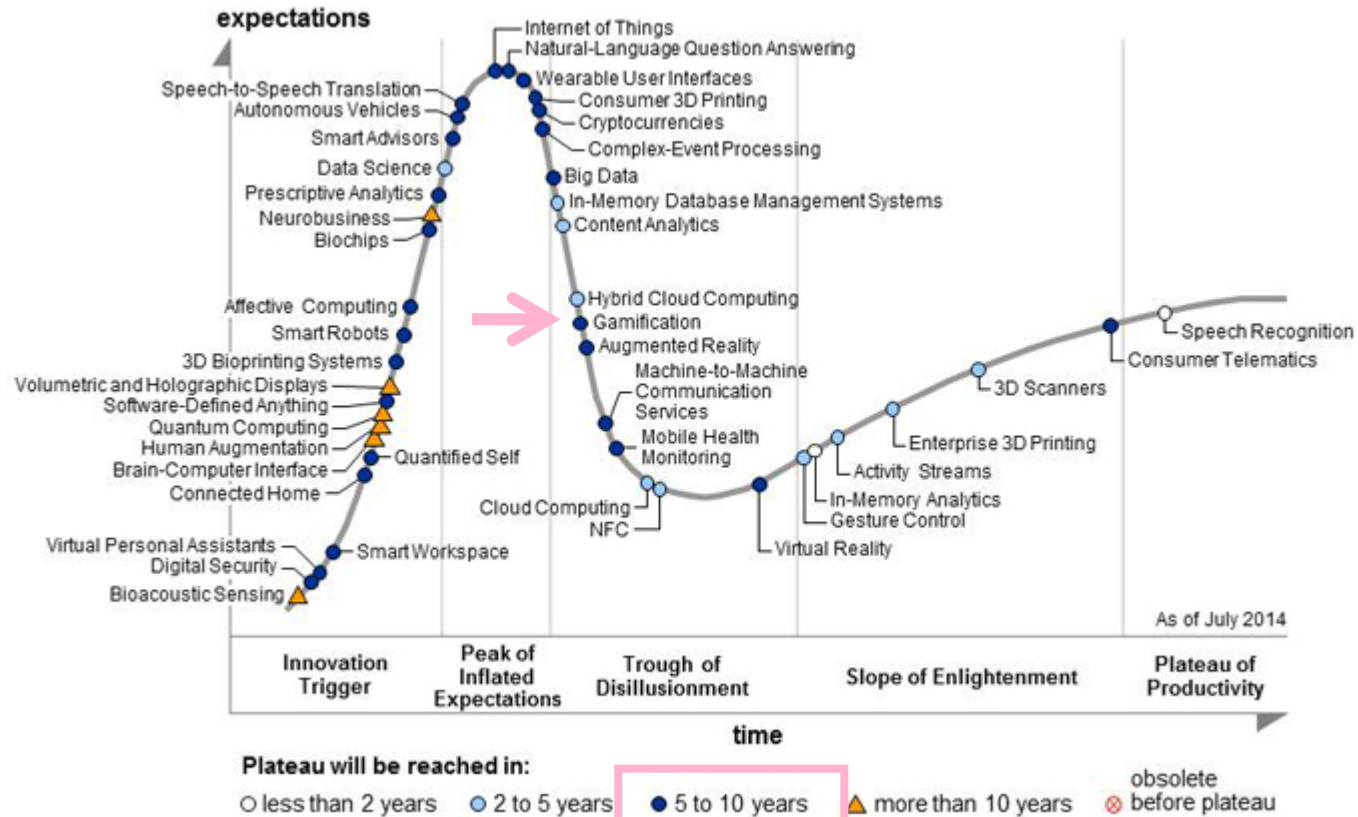 expectations
Internet of Things
Natural-Language Question Answering
Wearable User Interfaces
Consumer 3D Printing
Cryptocurrencies
Complex-Event Processing
Speech-to-Speech Translation
Autonomous Vehicles
Smart Advisors
Data Science
Prescriptive Analytics
Neurobusiness
Biochips
Big Data
In-Memory Database Management Systems
Content Analytics
Hybrid Cloud Computing
Gamification
Augmented Reality
Machine-to-Machine
Communication
Services
Mobile Health
Monitoring
Affective Computing
Smart Robots
3D Bioprinting Systems
Volumetric and Holographic Displays
Software-Defined Anything
Quantum Computing
Human Augmentation
Brain-Computer Interface
Quantified Self
Connected Home
Cloud Computing
NFC
Virtual Personal Assistants
Smart Workspace
Digital Security
Bioacoustic Sensing
Speech Recognition
Consumer Telematics
3D Scanners
Enterprise 3D Printing
Activity Streams
In-Memory Analytics
Gesture Control
Virtual Reality
As of July 2014
Innovation
Trigger
Peak of
Inflated
Expectations
Trough of
Disillusionment
Slope of Enlightenment
Plateau of
Productivity
time
Plateau will be reached in:
less than 2 years
2 to 5 years
5 to 10 years
more than 10 years
obsolete
before plateau